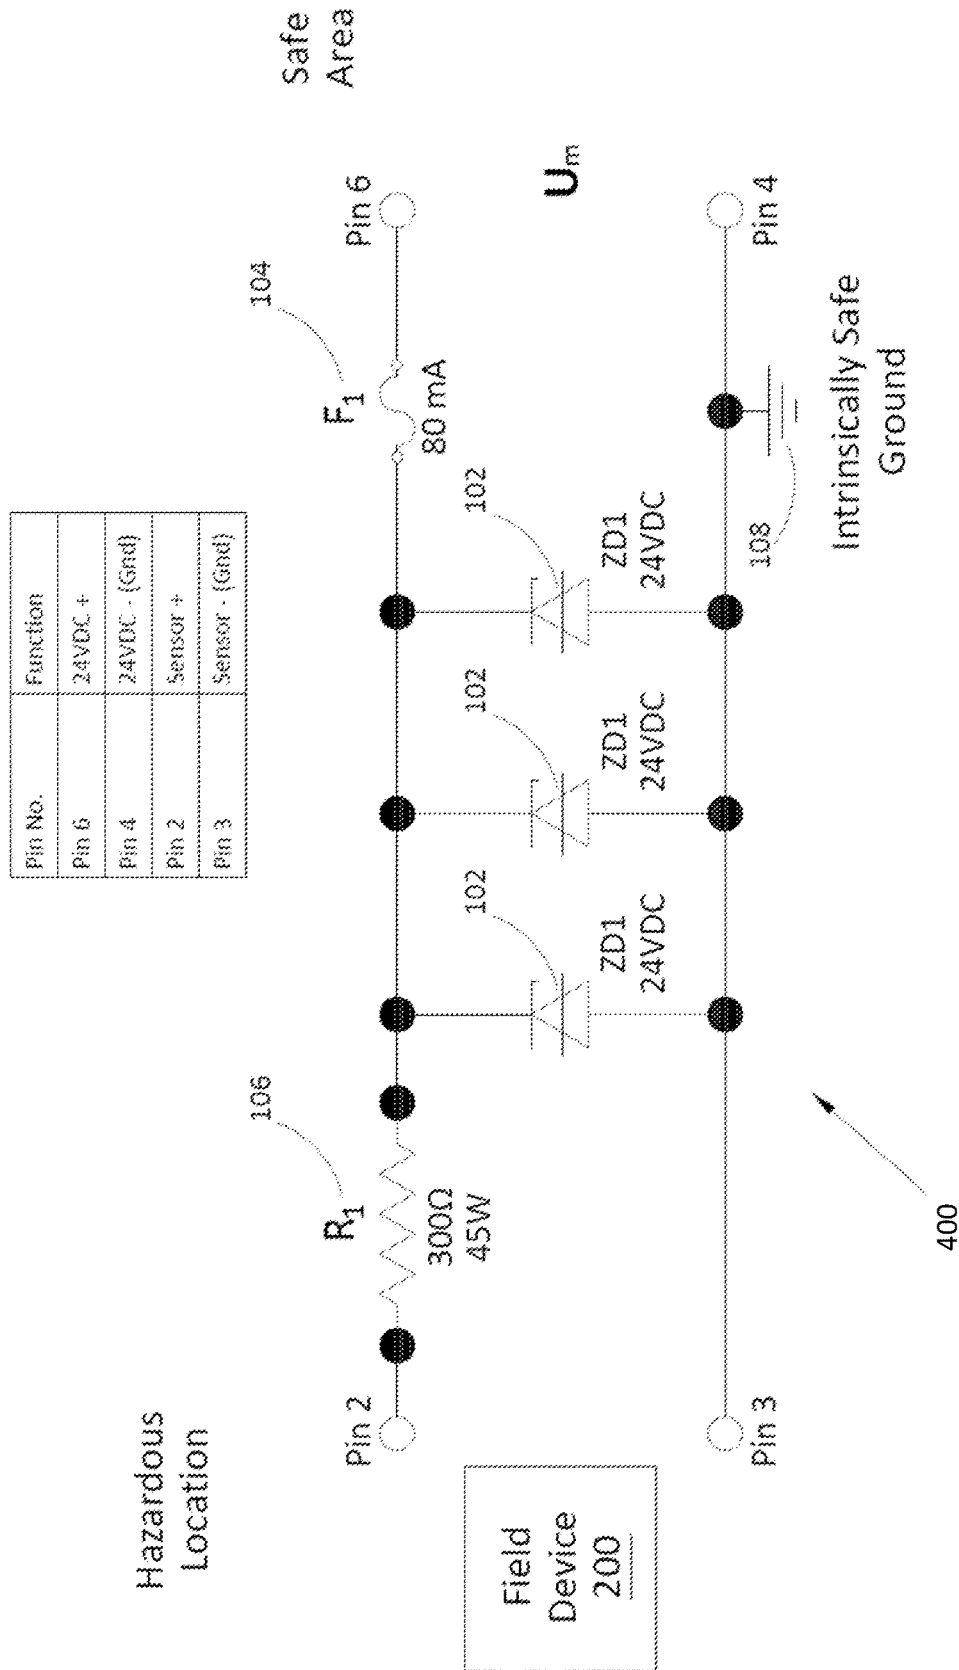 Pin No. Function
Pin 6 24VDC +
Pin 4 24VDC - (Gnd)
Pin 2 Sensor +
Pin 3 Sensor - (Gnd)
Hazardous
Location
Safe
Area
106
104
R1
F1
Pin 2
Pin 6
300Ω
45W
80 mA
102
102
102
Field
Device
200
Um
ZD1
24VDC
ZD1
24VDC
ZD1
24VDC
Pin 3
108
Pin 4
Intrinsically Safe
Ground
400